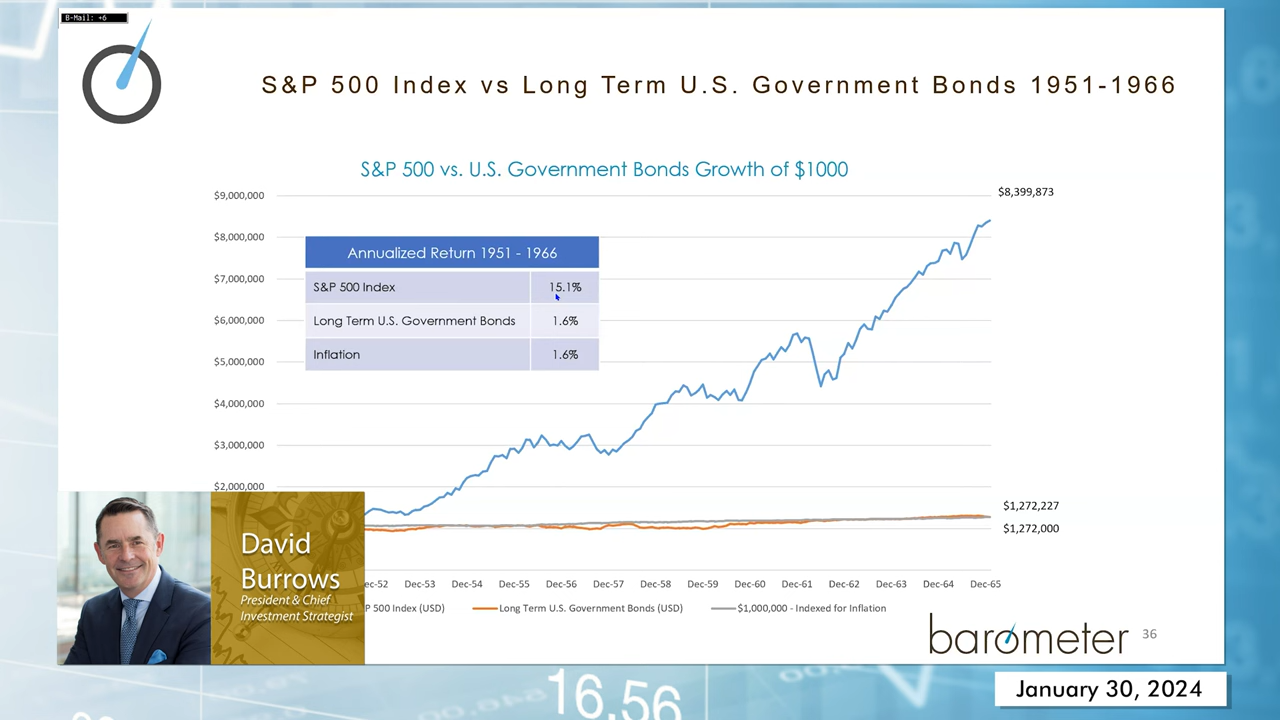 B-Mail: +6
S&P 500 Index vs Long Term U.S. Government Bonds 1951-1966
S&P 500 vs. U.S. Government Bonds Growth of $1000
$9,000,000
$8,399,873
$8,000,000
Annualized Return 1951 - 1966
$7,000,000
S&P 500 Index 15.1%
$6,000,000
Long Term U.S. Government Bonds 1.6%
$5,000,000
Inflation 1.6%
$4,000,000
$3,000,000
$2,000,000
$1,272,227
$1,272,000
David
Burrows
President & Chief
Investment Strategist
ec-52 Dec-53 Dec-54 Dec-55 Dec-56 Dec-57 Dec-58 Dec-59 Dec-60 Dec-61 Dec-62 Dec-63 Dec-64 Dec-65
P 500 Index (USD) Long Term U.S. Government Bonds (USD) $1,000,000 - Indexed for Inflation
barometer 36
January 30, 2024
16.56